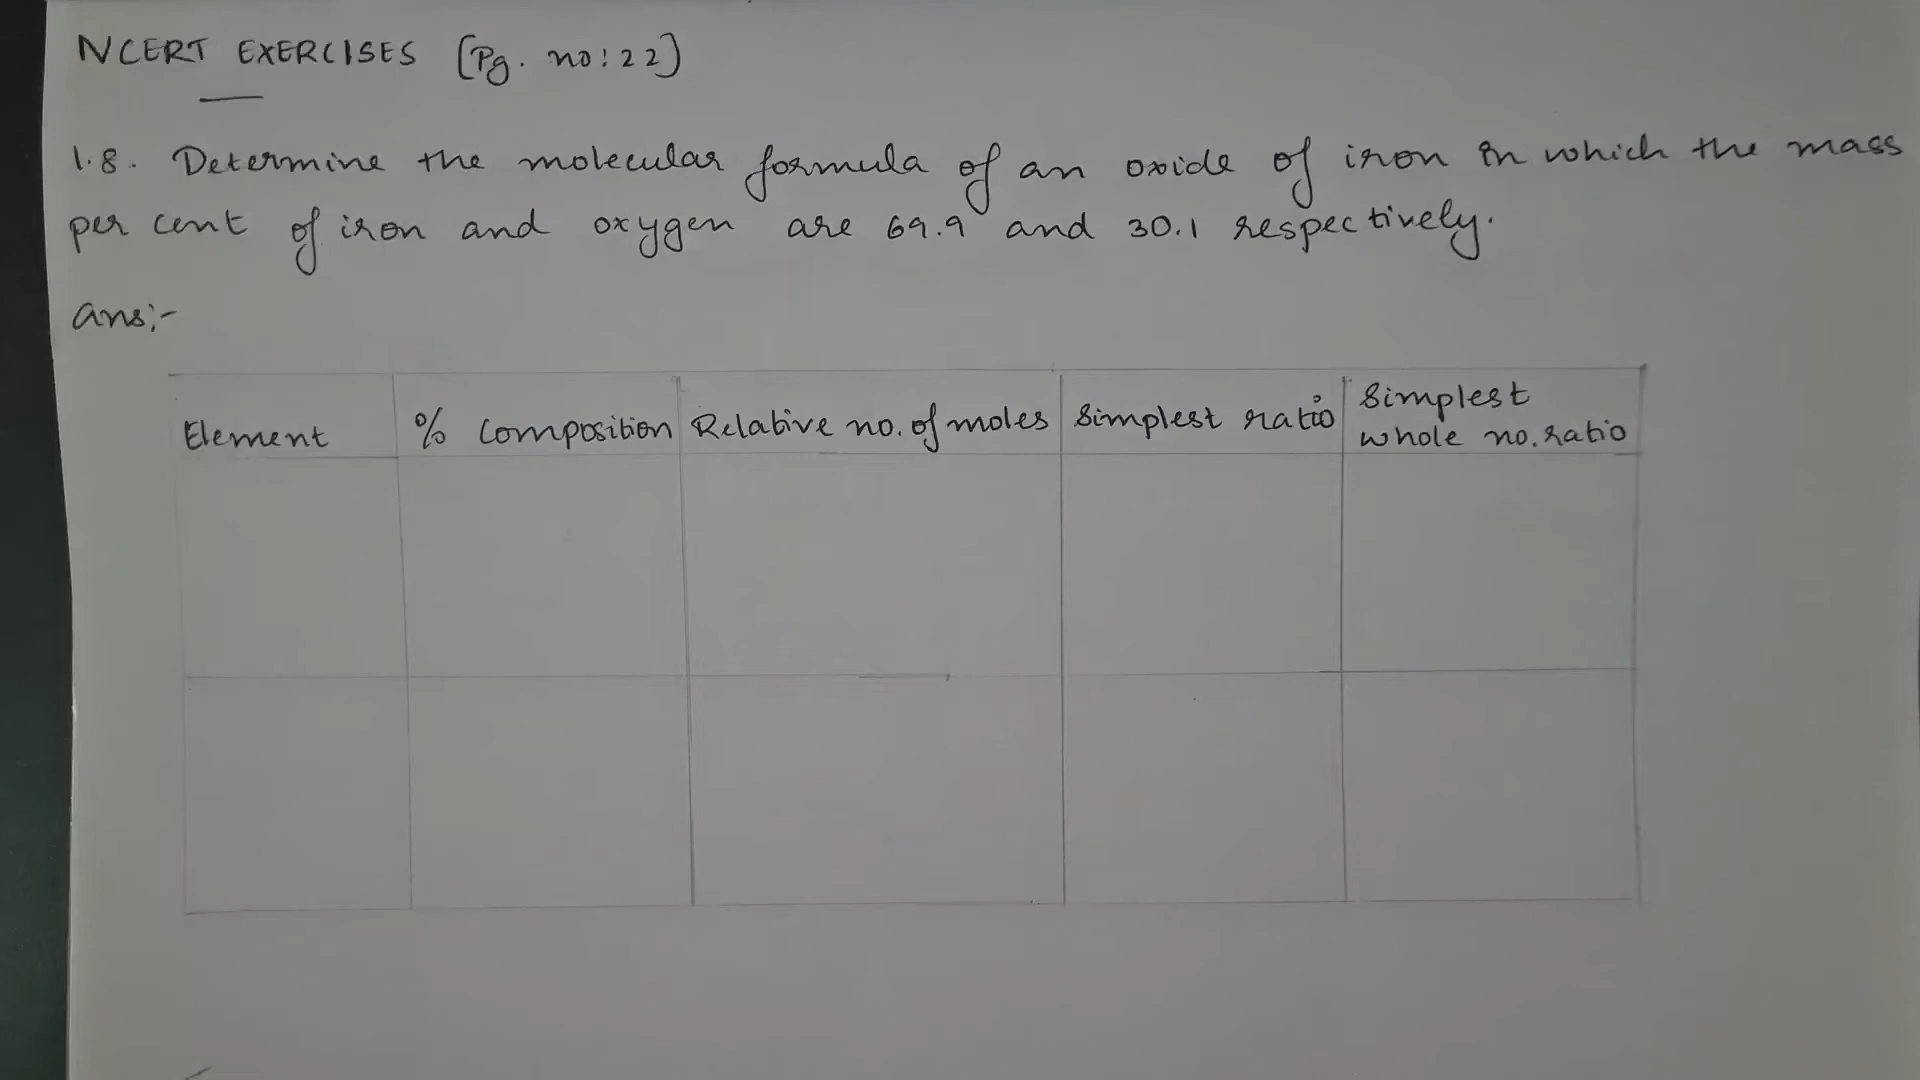 NCERT EXERCISES [Pg. no: 22]
1.8. Determine the molecular formula of an oxide of iron in which the mass
per cent of iron and oxygen are 69.9 and 30.1 respectively.
Ans:-
Element % Composition Relative no. of moles Simplest ratio Simplest whole no. ratio